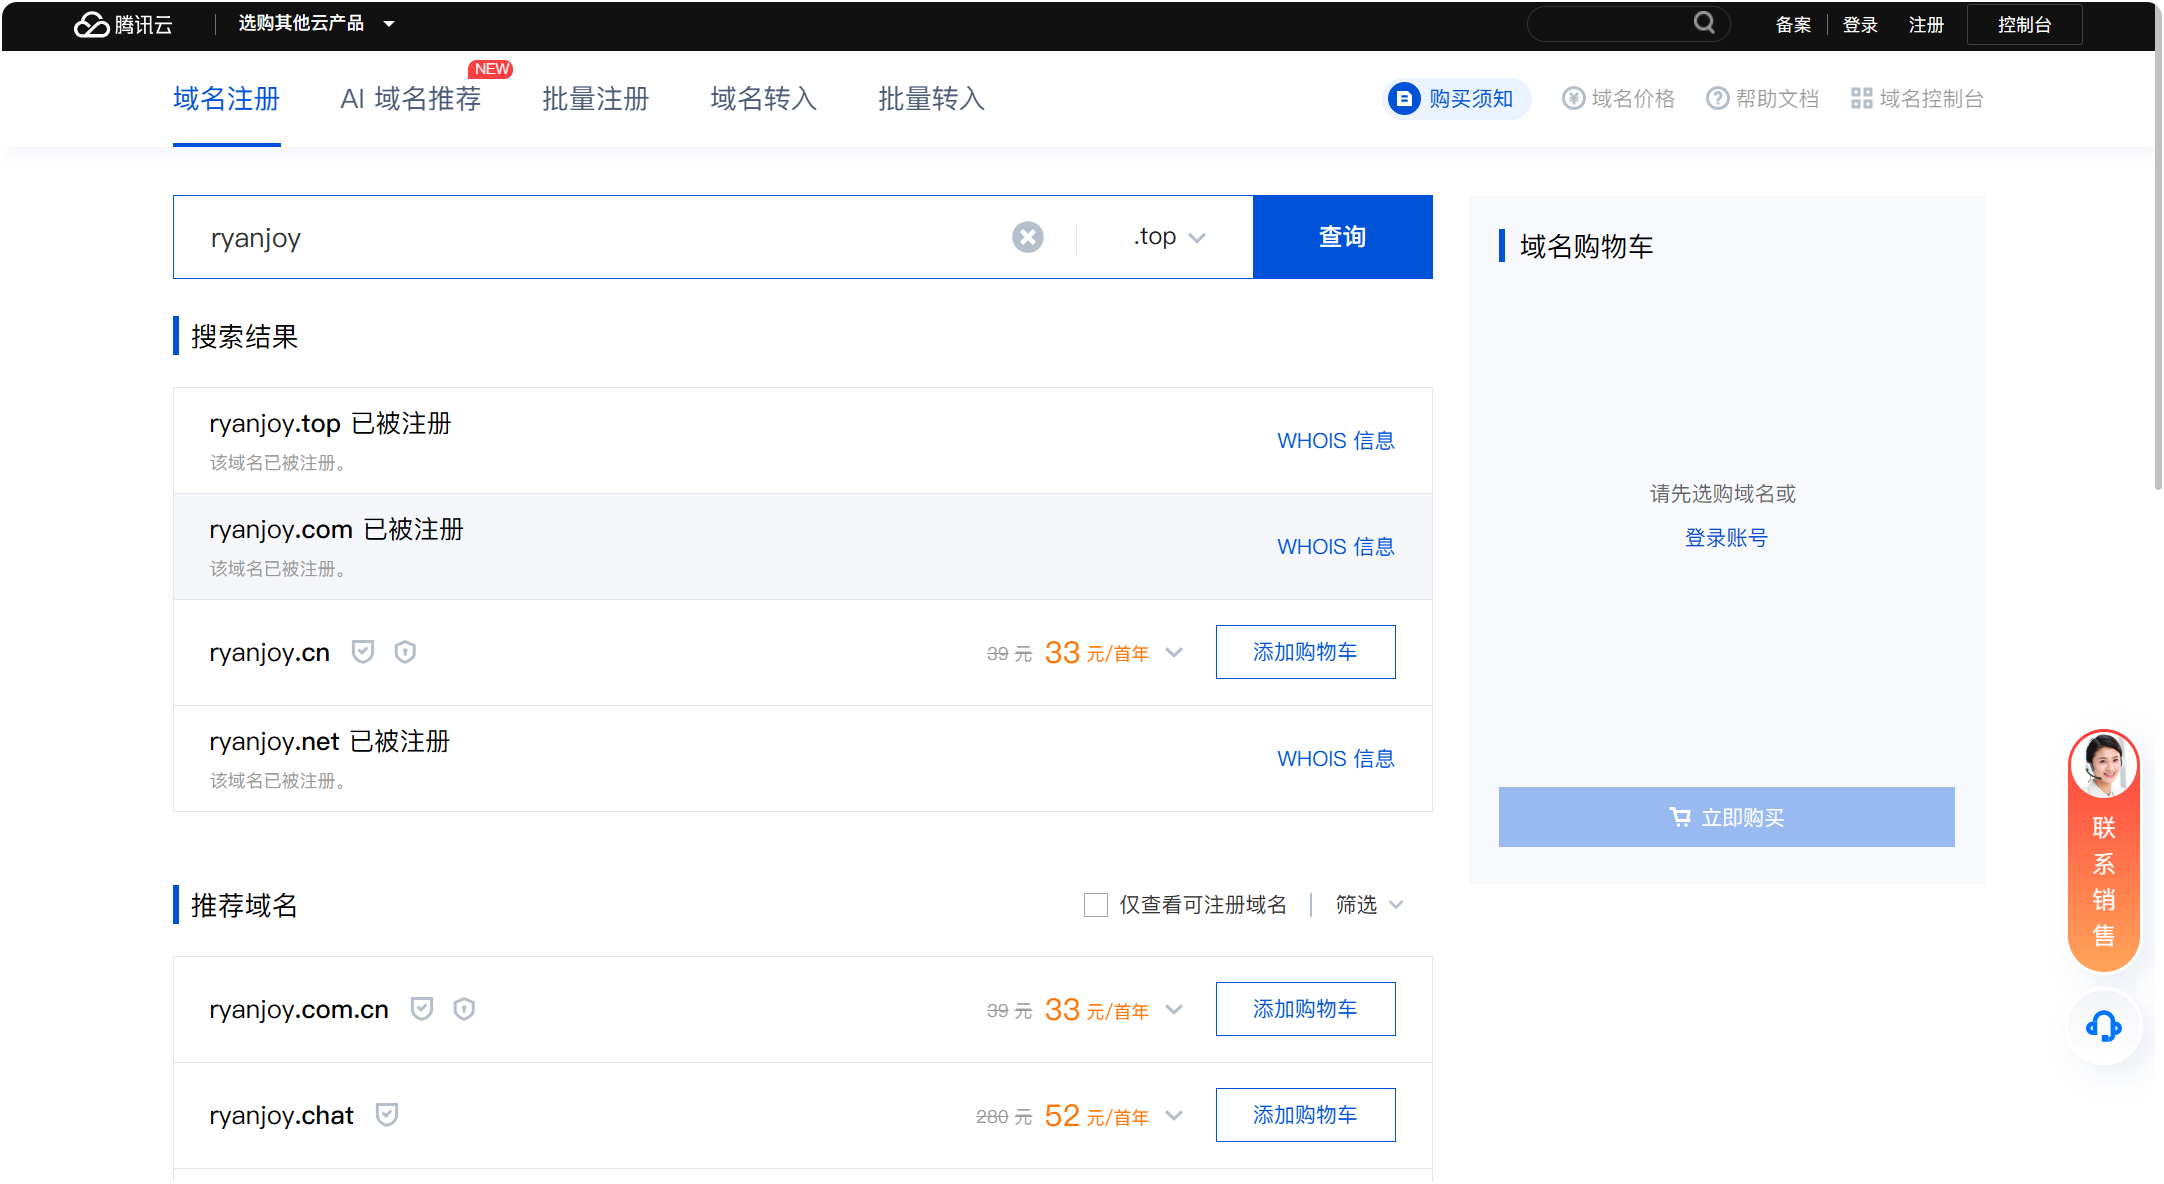 腾讯云 选购其他云产品 备案 登录 注册 控制台
域名注册 AI 域名推荐 NEW 批量注册 域名转入 批量转入 购买须知 域名价格 帮助文档 域名控制台
ryanjoy .top 查询
域名购物车
搜索结果
ryanjoy.top 已被注册
该域名已被注册。
WHOIS 信息
ryanjoy.com 已被注册
该域名已被注册。
WHOIS 信息
ryanjoy.cn 39 元 33 元/首年 添加购物车
ryanjoy.net 已被注册
该域名已被注册。
WHOIS 信息
请先选购域名或
登录账号
立即购买
推荐域名 仅查看可注册域名 筛选
ryanjoy.com.cn 39 元 33 元/首年 添加购物车
ryanjoy.chat 280 元 52 元/首年 添加购物车
联
系
销
售